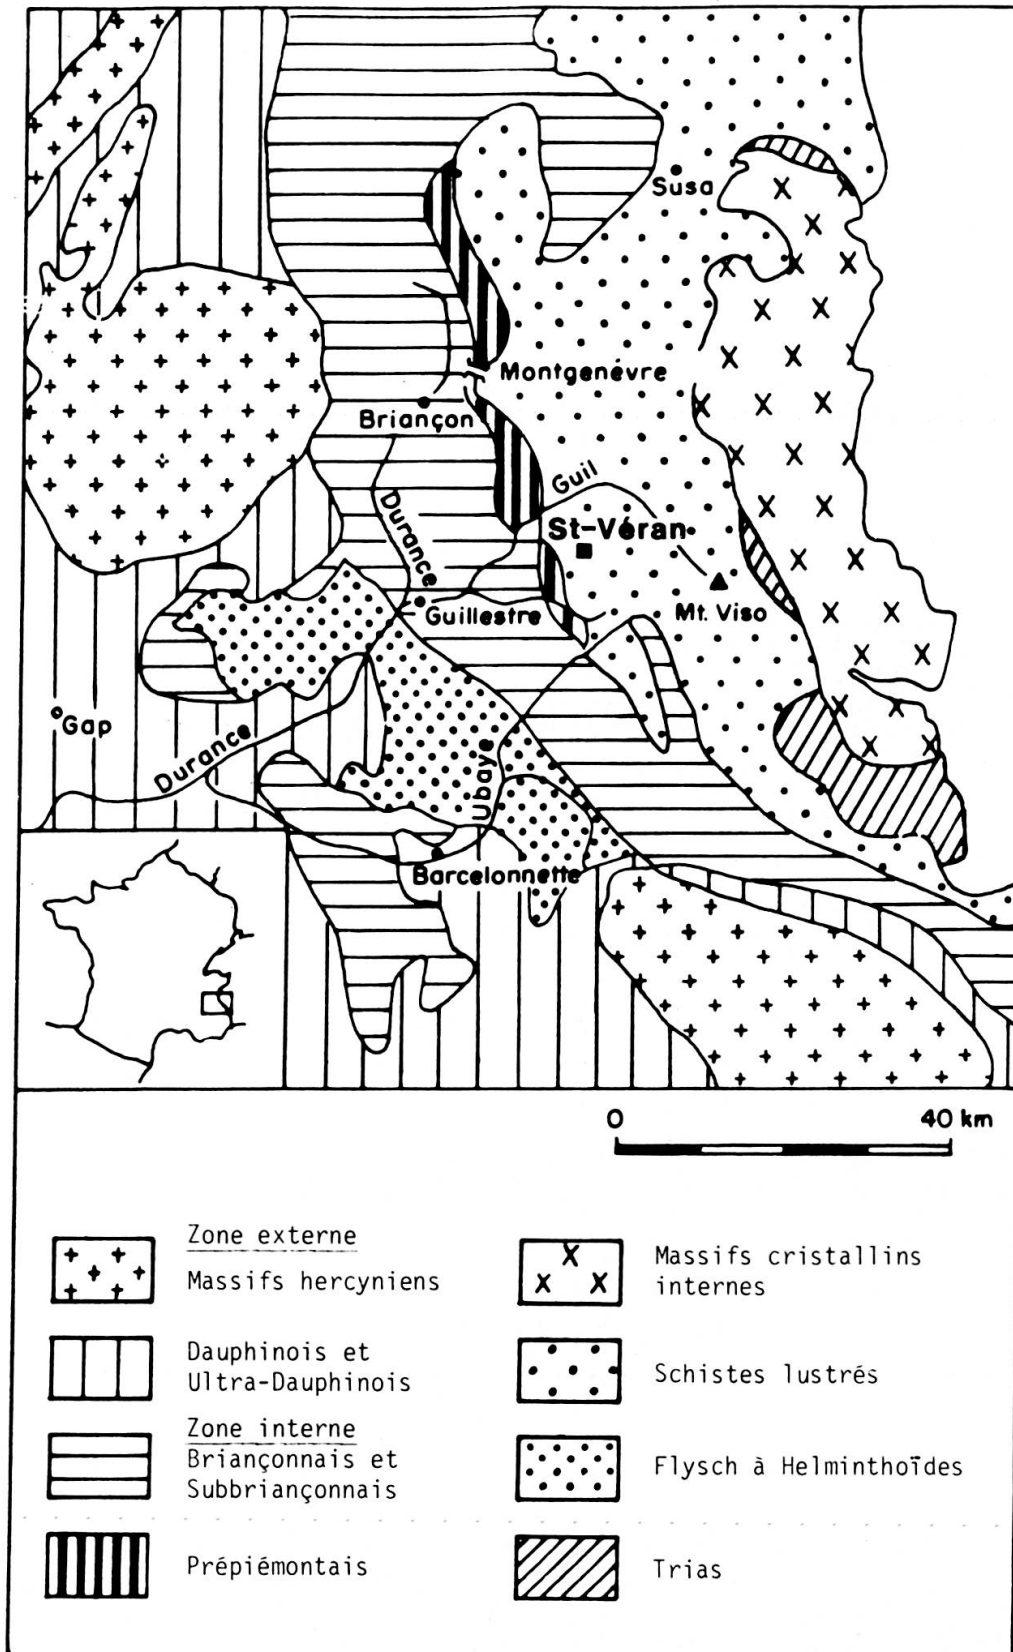 Susa
Montgenévre
Briançon
Guil
St-Véran
Durance
Guillestre
Mt. Viso
Gap
Durance
Ubaye
Barcelonnette
0 40 km
Zone externe
Massifs hercyniens
Dauphinois et
Ultra-Dauphinois
Zone interne
Briançonnais et
Subbriançonnais
Prépiémontais
Massifs cristallins
internes
Schistes lustrés
Flysch à Helminthoïdes
Trias